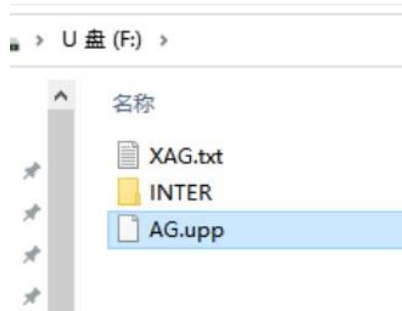 > U 盘 (F:) >
名称
XAG.txt
INTER
AG.upp